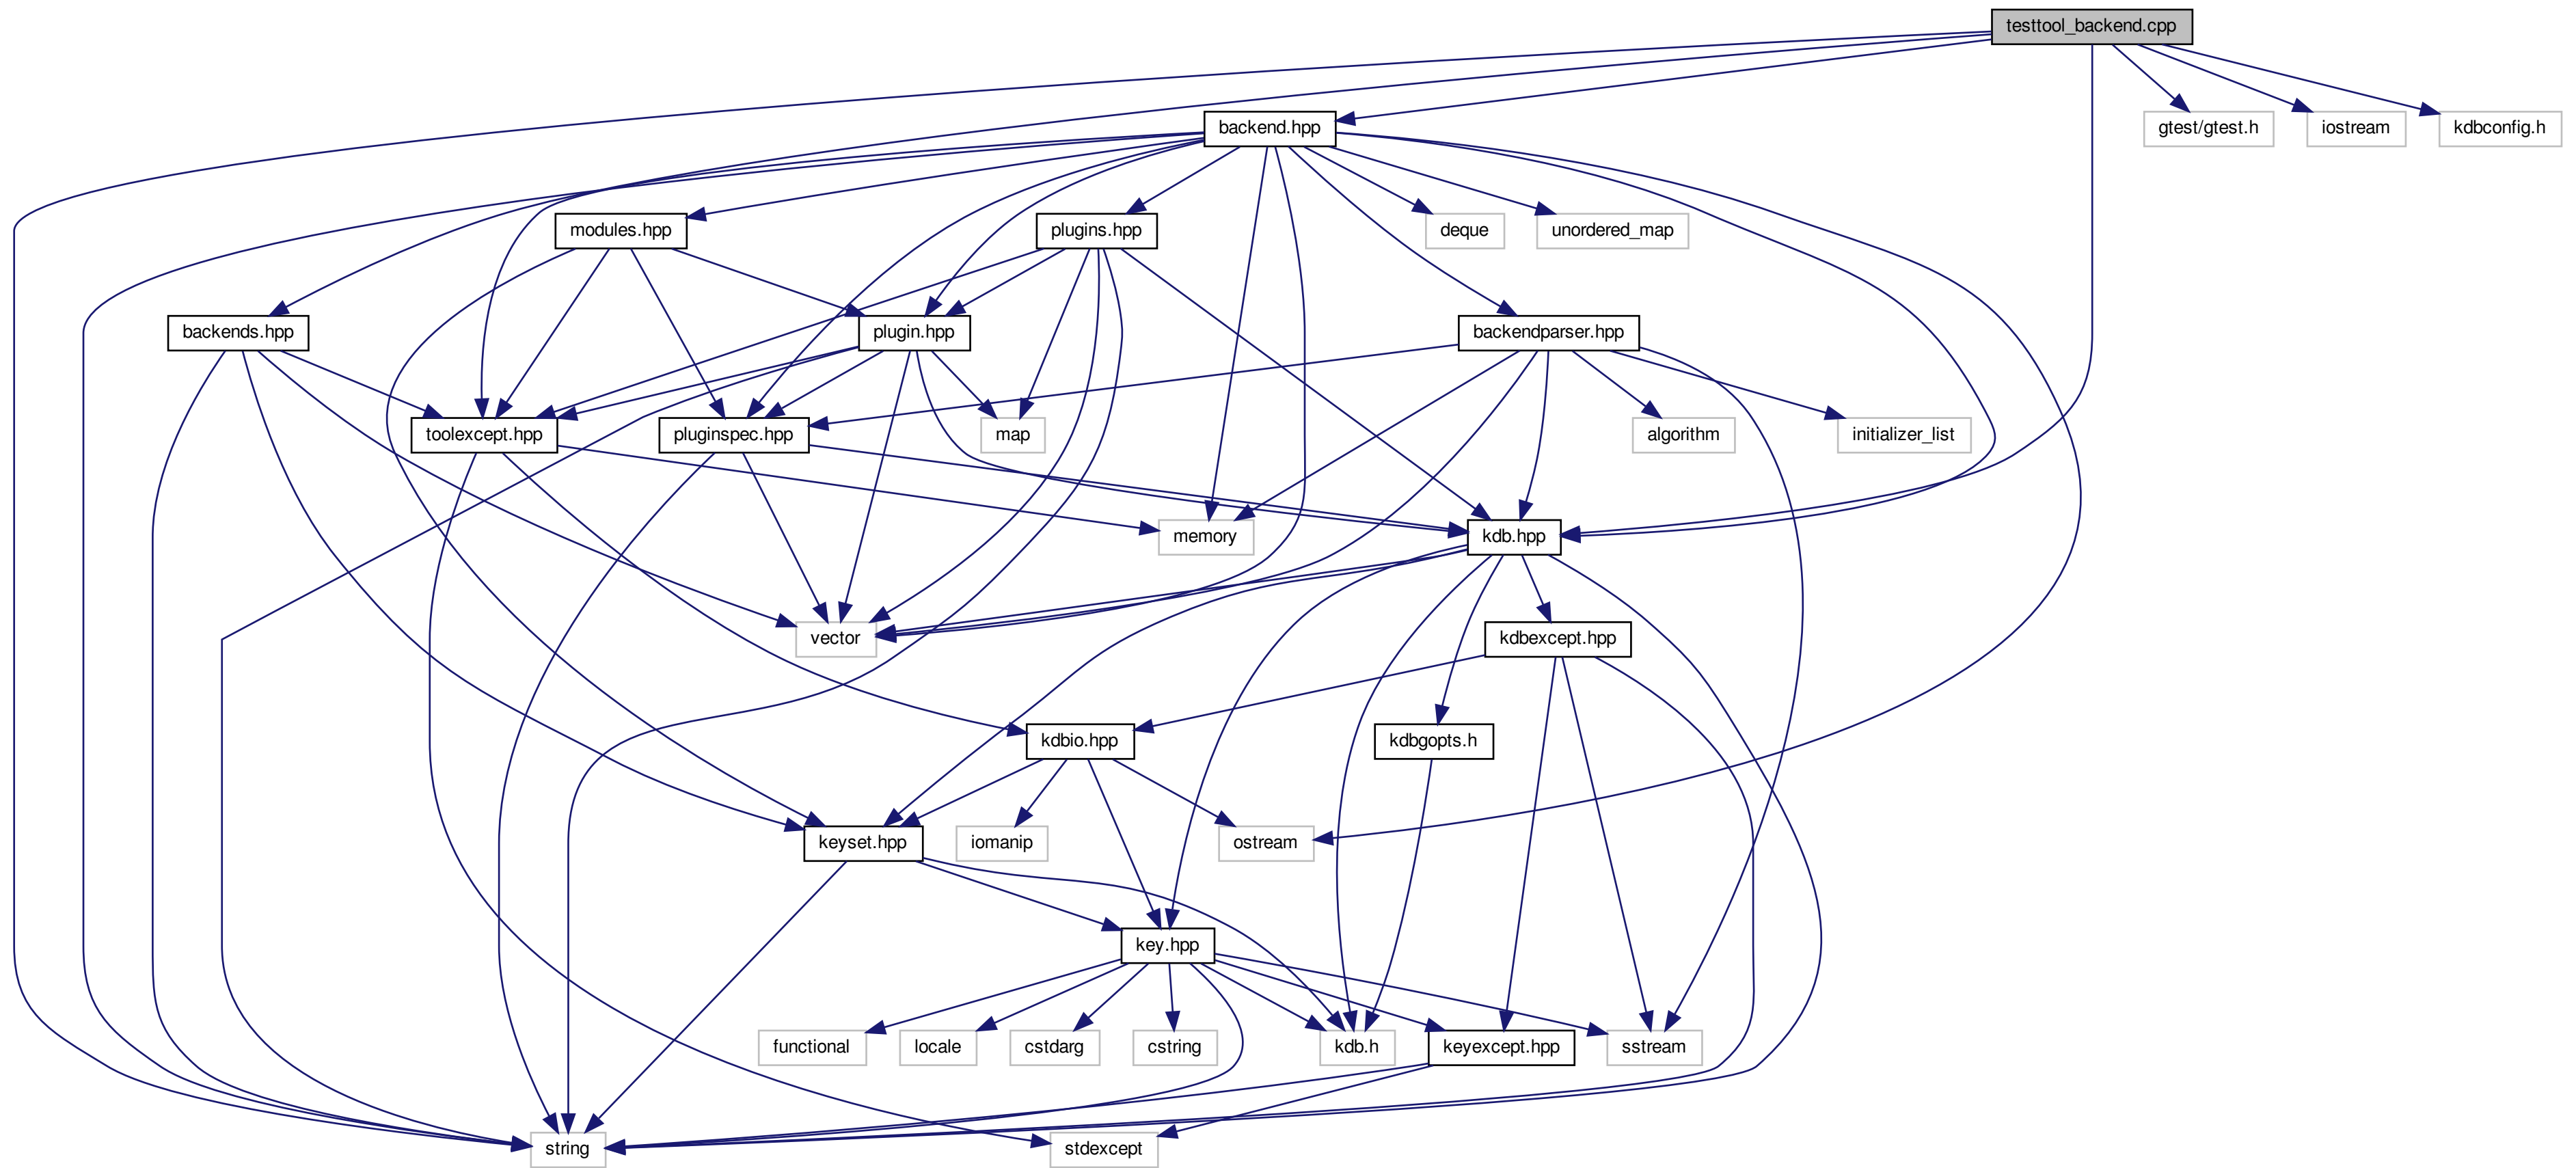 testtool_backend.cpp
backend.hpp
gtest/gtest.h
iostream
kdbconfig.h
modules.hpp
plugins.hpp
deque
unordered_map
backends.hpp
plugin.hpp
backendparser.hpp
toolexcept.hpp
pluginspec.hpp
map
algorithm
initializer_list
memory
kdb.hpp
vector
kdbexcept.hpp
kdbio.hpp
kdbgopts.h
keyset.hpp
iomanip
ostream
key.hpp
functional
locale
cstdarg
cstring
kdb.h
keyexcept.hpp
sstream
string
stdexcept